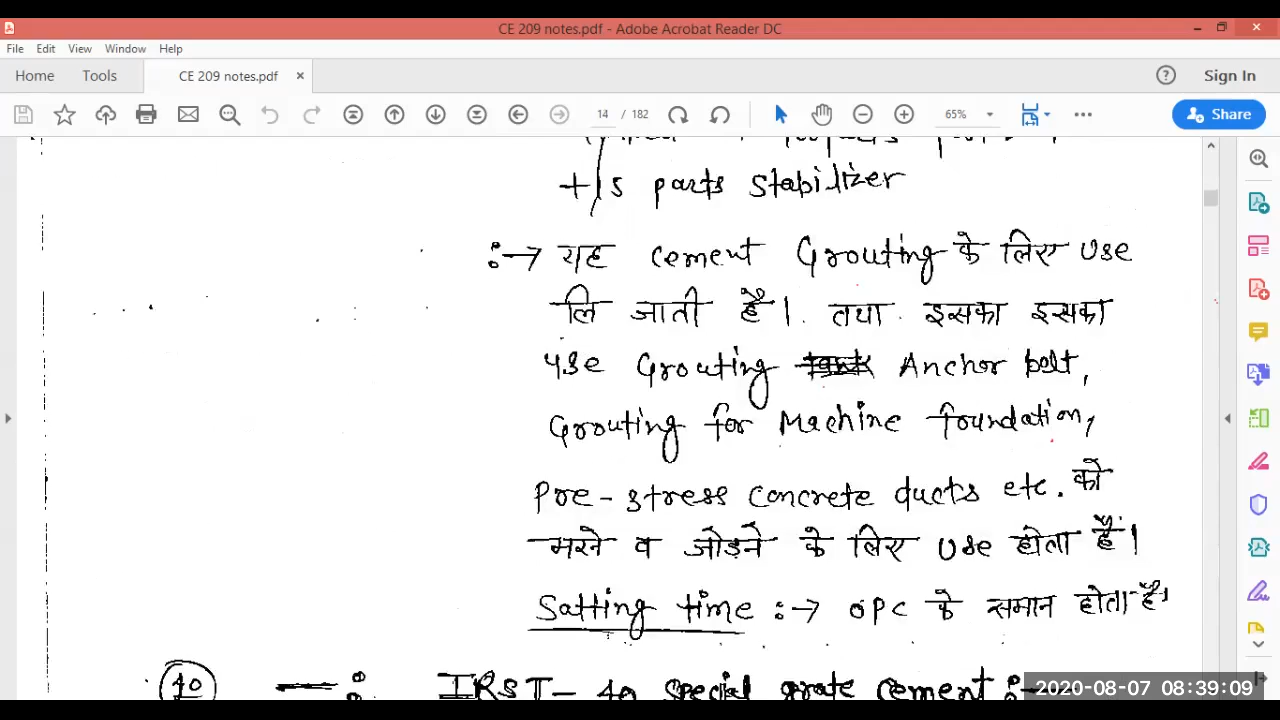 CE 209 notes.pdf - Adobe Acrobat Reader DC
File Edit View Window Help
Home Tools CE 209 notes.pdf × Sign In
14 / 182 65% Share
+15 parts stabilizer
:→ यह cement Grouting के लिए Use
लि जाती है। तथा इसका इसका
Use Grouting Anchor bolt,
Grouting for Machine foundation,
Pre-stress concrete ducts etc. को
भरने व जोड़ने के लिए Use होता है।
Satting time :→ OPC के समान होता है।
40 —: IRST-40 special grate cement :-
2020-08-07 08:39:09